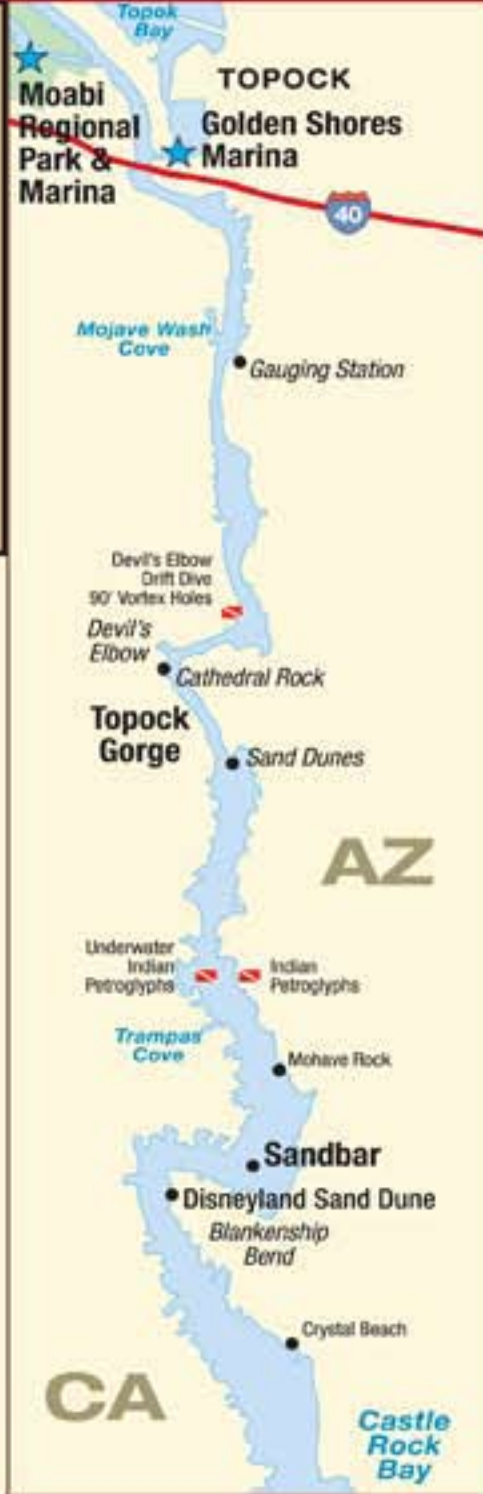 Topok
Bay
TOPOCK
Moabi
Regional
Park &
Marina
Golden Shores
Marina
40
Mojave Wash
Cove
Gauging Station
Devil's Elbow
Drift Dive
90' Vortex Holes
Devil's
Elbow
Cathedral Rock
Topock
Gorge
Sand Dunes
AZ
Underwater
Indian
Petroglyphs
Indian
Petroglyphs
Trampas
Cove
Mohave Rock
Sandbar
Disneyland Sand Dune
Blankenship
Bend
Crystal Beach
CA
Castle
Rock
Bay